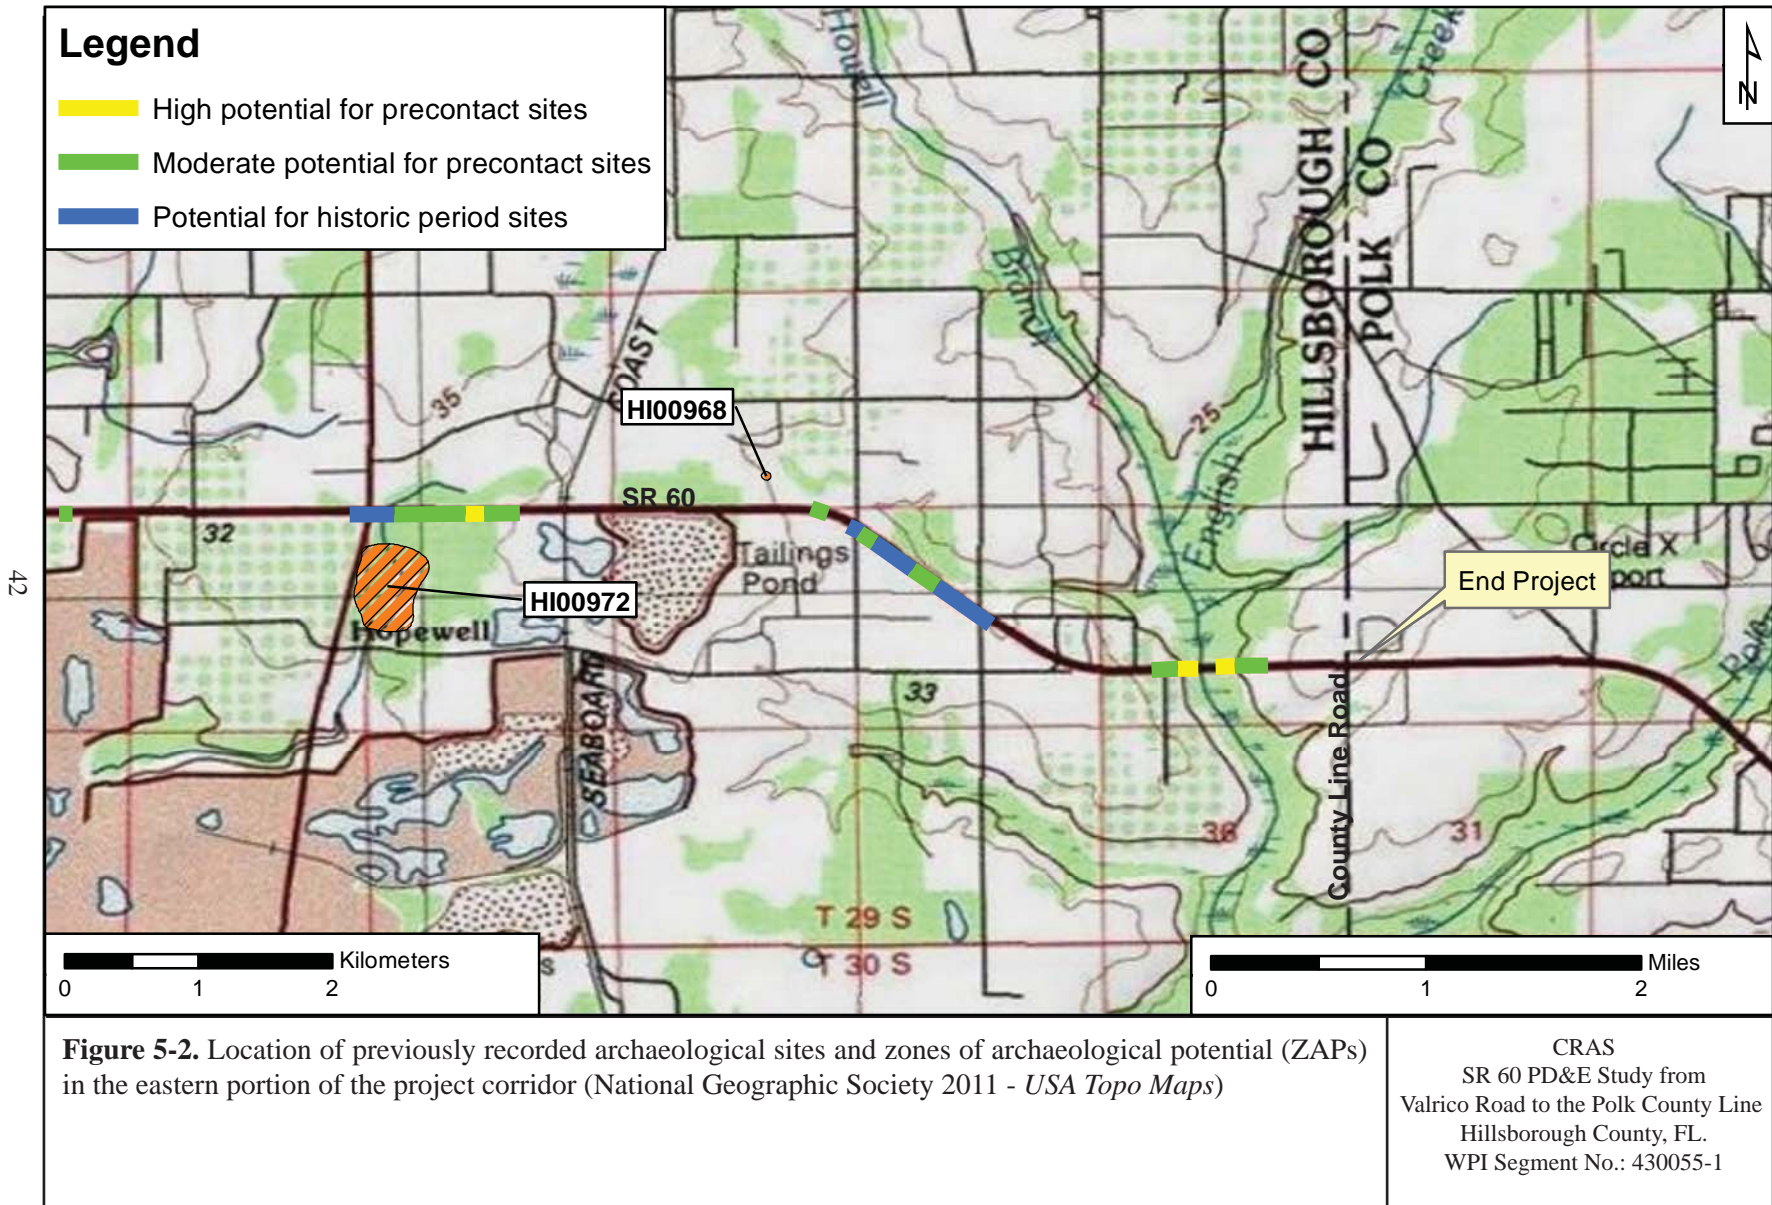 Legend
High potential for precontact sites
Moderate potential for precontact sites
Potential for historic period sites
N
Howell
Branch
Creek
English
HILLSBOROUGH CO
POLK CO
COAST
35
25
HI00968
SR 60
32
Tailings
Pond
Circle X
port
End Project
HI00972
Hopewell
33
SEABOARD
County Line Road
Polk
36
31
T 29 S
T 30 S
s
Kilometers
0 1 2
Miles
0 1 2
42
Figure 5-2. Location of previously recorded archaeological sites and zones of archaeological potential (ZAPs)
in the eastern portion of the project corridor (National Geographic Society 2011 - USA Topo Maps)
CRAS
SR 60 PD&E Study from
Valrico Road to the Polk County Line
Hillsborough County, FL.
WPI Segment No.: 430055-1